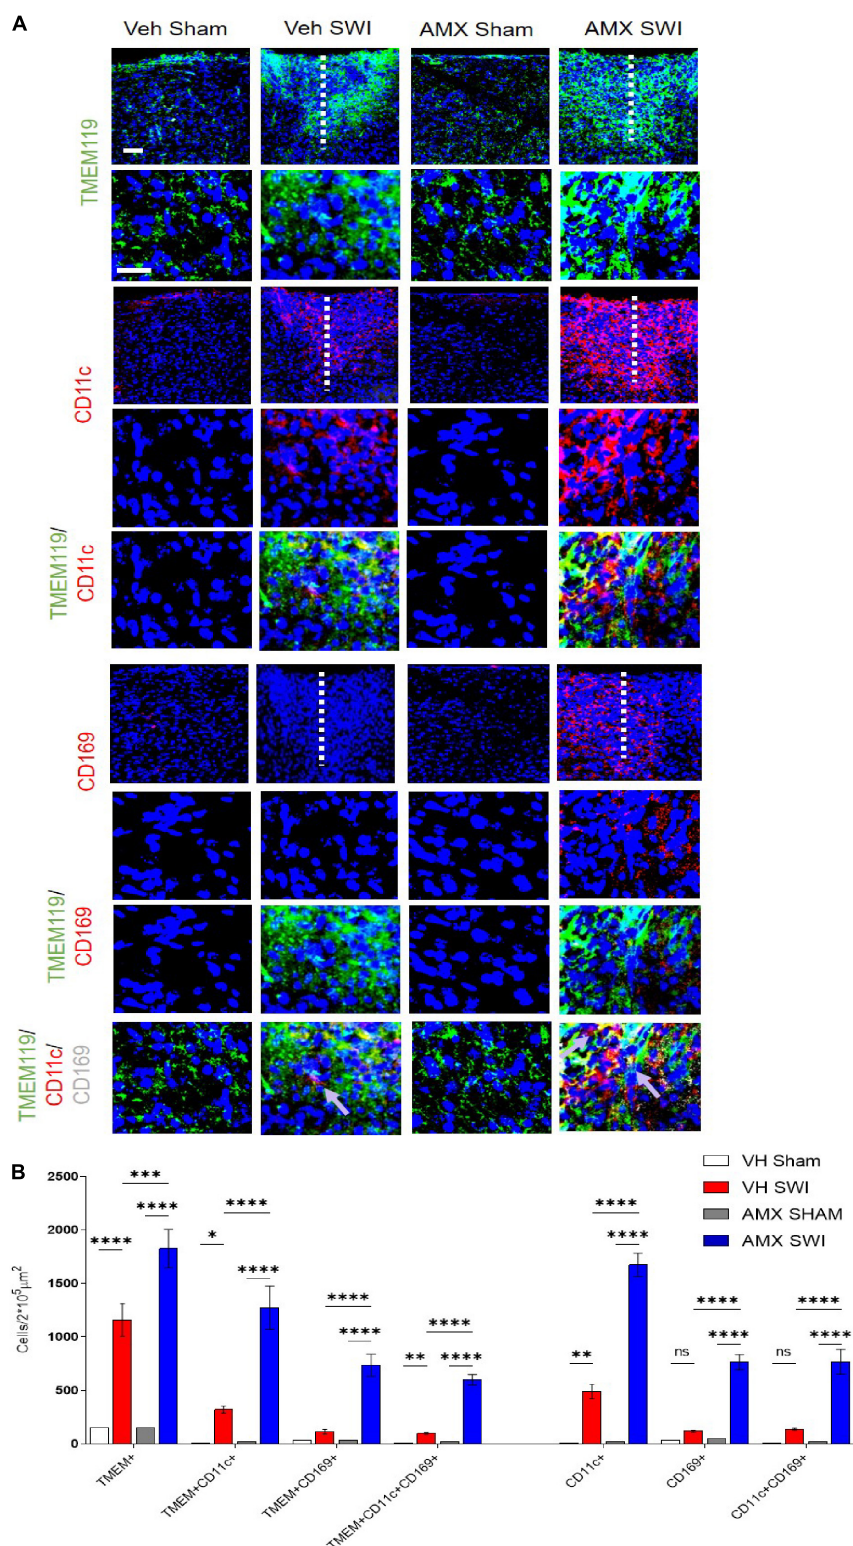 A
Veh Sham Veh SWI AMX Sham AMX SWI
TMEM119
CD11c
TMEM119/
CD11c
CD169
TMEM119/
CD169
TMEM119/
CD11c/
CD169
B
VH Sham
VH SWI
AMX SHAM
AMX SWI
Cells/2*10⁵µm²
2500
2000
1500
1000
500
0
**** *** ****
* **** ****
**** ****
** **** ****
** **** ****
ns **** ****
ns **** ****
TMEM+
TMEM+CD11c+
TMEM+CD169+
TMEM+CD11c+CD169+
CD11c+
CD169+
CD11c+CD169+